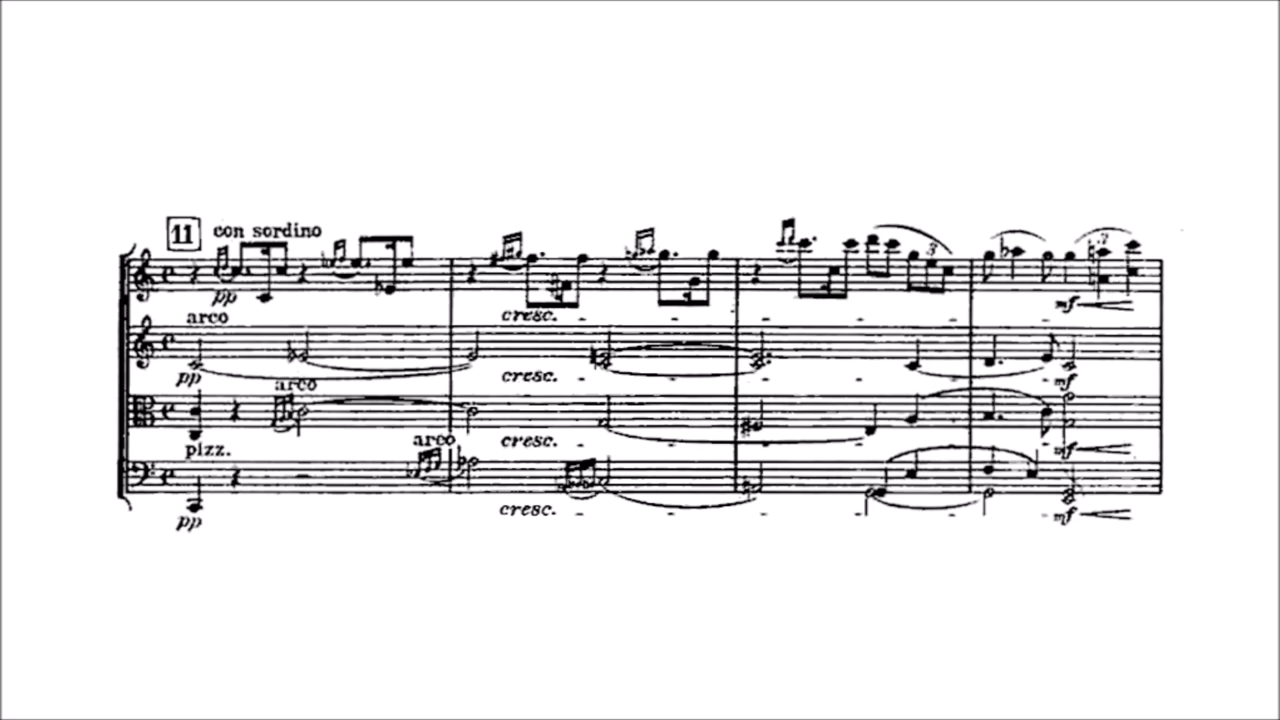 11 con sordino
pp
arco
cresc.
3
3
mf
pp
arco
cresc.
mf
pizz.
arco
cresc.
mf
pp
cresc.
mf